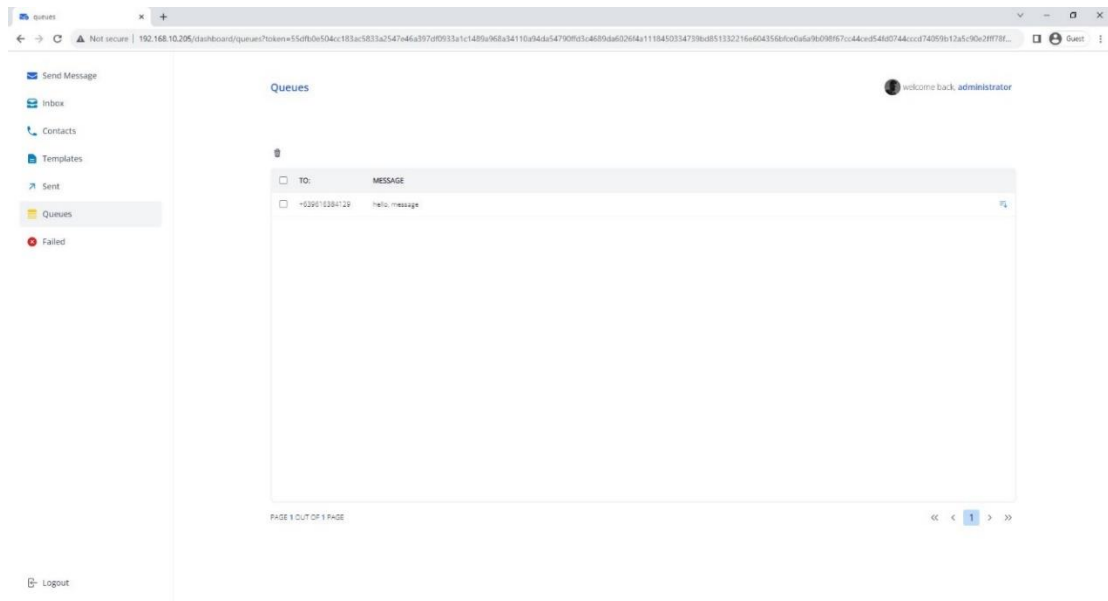 queues
Not secure | 192.168.10.205/dashboard/queues?token=
Guest
Send Message
Inbox
Contacts
Templates
Sent
Queues
Failed
Logout
Queues
welcome back, administrator
TO: MESSAGE
hello, message
PAGE 1 OUT OF 1 PAGE
« < 1 > »